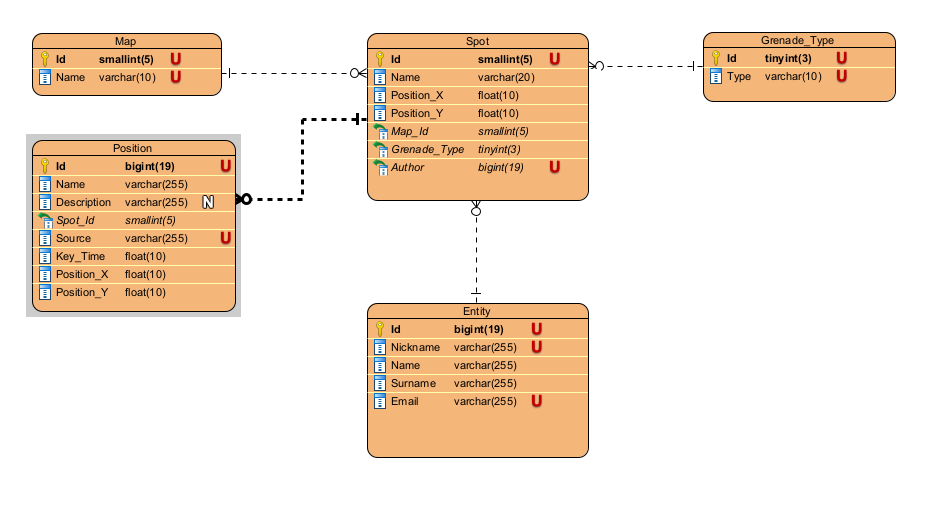 Map
Id smallint(5) U
Name varchar(10) U
Spot
Id smallint(5) U
Name varchar(20)
Position_X float(10)
Position_Y float(10)
Map_Id smallint(5)
Grenade_Type tinyint(3)
Author bigint(19) U
Grenade_Type
Id tinyint(3) U
Type varchar(10) U
Position
Id bigint(19) U
Name varchar(255)
Description varchar(255) N
Spot_Id smallint(5)
Source varchar(255) U
Key_Time float(10)
Position_X float(10)
Position_Y float(10)
Entity
Id bigint(19) U
Nickname varchar(255) U
Name varchar(255)
Surname varchar(255)
Email varchar(255) U